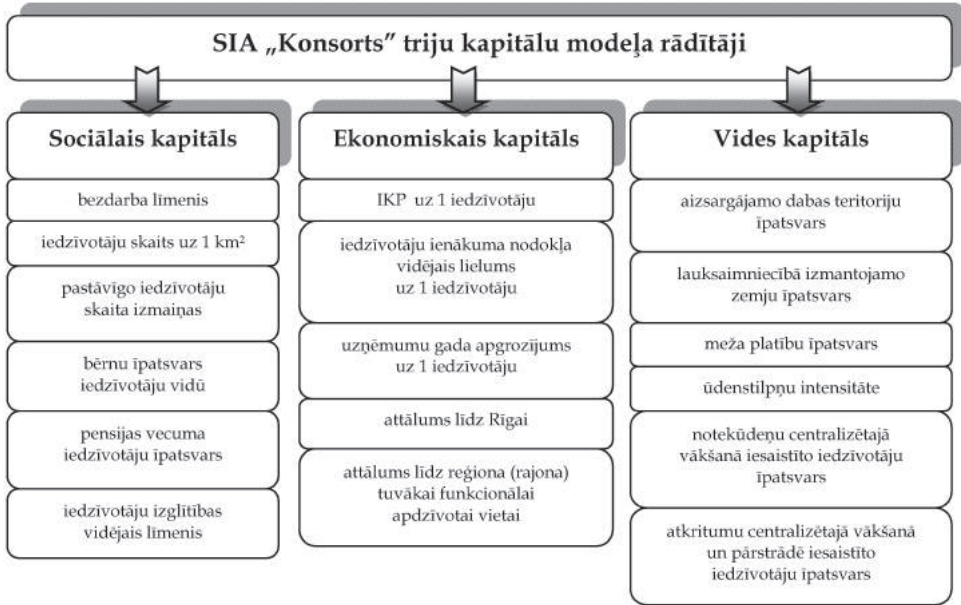 SIA „Konsorts” triju kapitālu modeļa rādītāji
Sociālais kapitāls
bezdarba līmenis
iedzīvotāju skaits uz 1 km²
pastāvīgo iedzīvotāju
skaita izmaiņas
bērnu īpatsvars
iedzīvotāju vidū
pensijas vecuma
iedzīvotāju īpatsvars
iedzīvotāju izglītības
vidējais līmenis
Ekonomiskais kapitāls
IKP uz 1 iedzīvotāju
iedzīvotāju ienākuma nodokļa
vidējais lielums
uz 1 iedzīvotāju
uzņēmumu gada apgrozījums
uz 1 iedzīvotāju
attālums līdz Rīgai
attālums līdz reģiona (rajona)
tuvākai funkcionālai
apdzīvotai vietai
Vides kapitāls
aizsargājamo dabas teritoriju
īpatsvars
lauksaimniecībā izmantojamo
zemju īpatsvars
meža platību īpatsvars
ūdenstilpņu intensitāte
notekūdeņu centralizētajā
vākšanā iesaistīto iedzīvotāju
īpatsvars
atkritumu centralizētajā vākšanā
un pārstrādē iesaistīto
iedzīvotāju īpatsvars